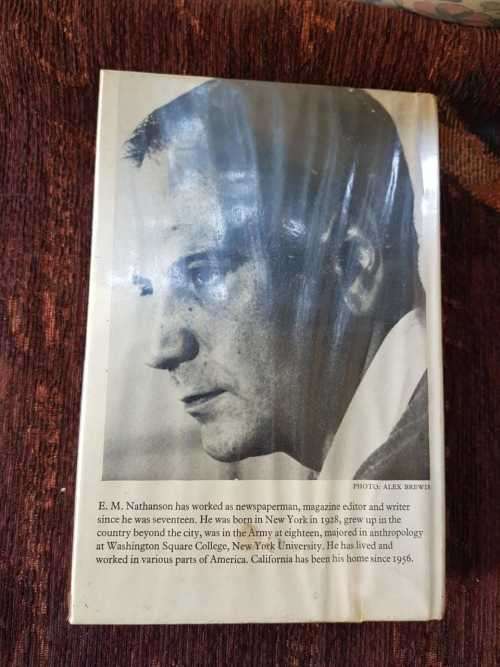 PHOTO: ALEX BREWIS
E. M. Nathanson has worked as newspaperman, magazine editor and writer
since he was seventeen. He was born in New York in 1928, grew up in the
country beyond the city, was in the Army at eighteen, majored in anthropology
at Washington Square College, New York University. He has lived and
worked in various parts of America. California has been his home since 1956.